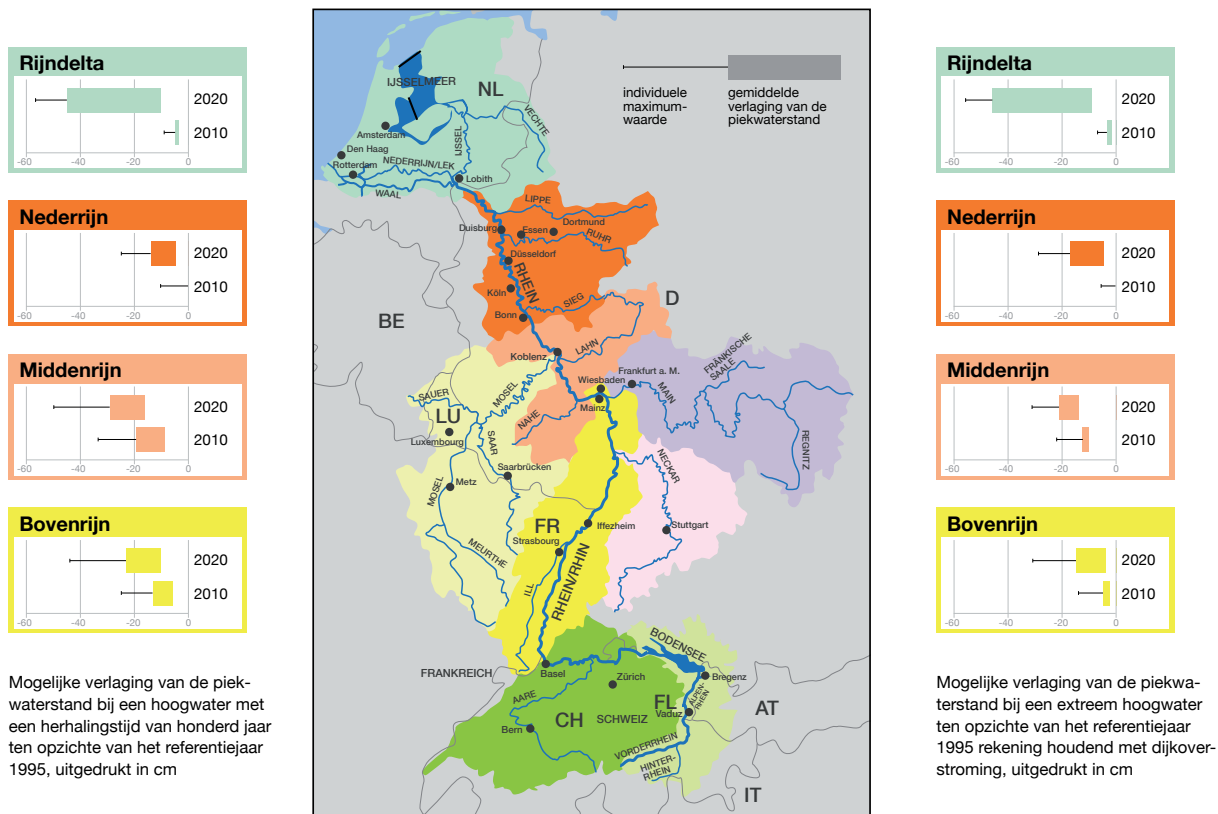 Rijndelta
2020
2010
-60
-40
-20
0
Nederrijn
2020
2010
-60
-40
-20
0
Middenrijn
2020
2010
-60
-40
-20
0
Bovenrijn
2020
2010
-60
-40
-20
0
Mogelijke verlaging van de piek-
waterstand bij een hoogwater met
een herhalingstijd van honderd jaar
ten opzichte van het referentiejaar
1995, uitgedrukt in cm
individuele
maximum-
waarde
gemiddelde
verlaging van de
piekwaterstand
IJSSELMEER
NL
VECHTE
IJSSEL
Amsterdam
Den Haag
Rotterdam
NEDERRIJN/LEK
Lobith
WAAL
LIPPE
Duisburg
Essen
Dortmund
RUHR
Düsseldorf
RHEIN
Köln
SIEG
D
Bonn
BE
Koblenz
LAHN
FRÄNKISCHE
SAALE
Wiesbaden
Frankfurt a. M.
MAIN
Mainz
MOSEL
SAUER
NAHE
LU
Luxembourg
SAAR
REGNITZ
NECKAR
Saarbrücken
Metz
MOSEL
FR
Iffezheim
Stuttgart
Strasbourg
MEURTHE
ILL
RHEIN/RHIN
BODENSEE
FRANKREICH
Basel
Zürich
Bregenz
AARE
FL
ALPEN-
RHEIN
AT
Vaduz
CH
SCHWEIZ
Bern
VORDERRHEIN
HINTER-
RHEIN
IT
Rijndelta
2020
2010
-60
-40
-20
0
Nederrijn
2020
2010
-60
-40
-20
0
Middenrijn
2020
2010
-60
-40
-20
0
Bovenrijn
2020
2010
-60
-40
-20
0
Mogelijke verlaging van de piekwa-
terstand bij een extreem hoogwater
ten opzichte van het referentiejaar
1995 rekening houdend met dijkover-
stroming, uitgedrukt in cm